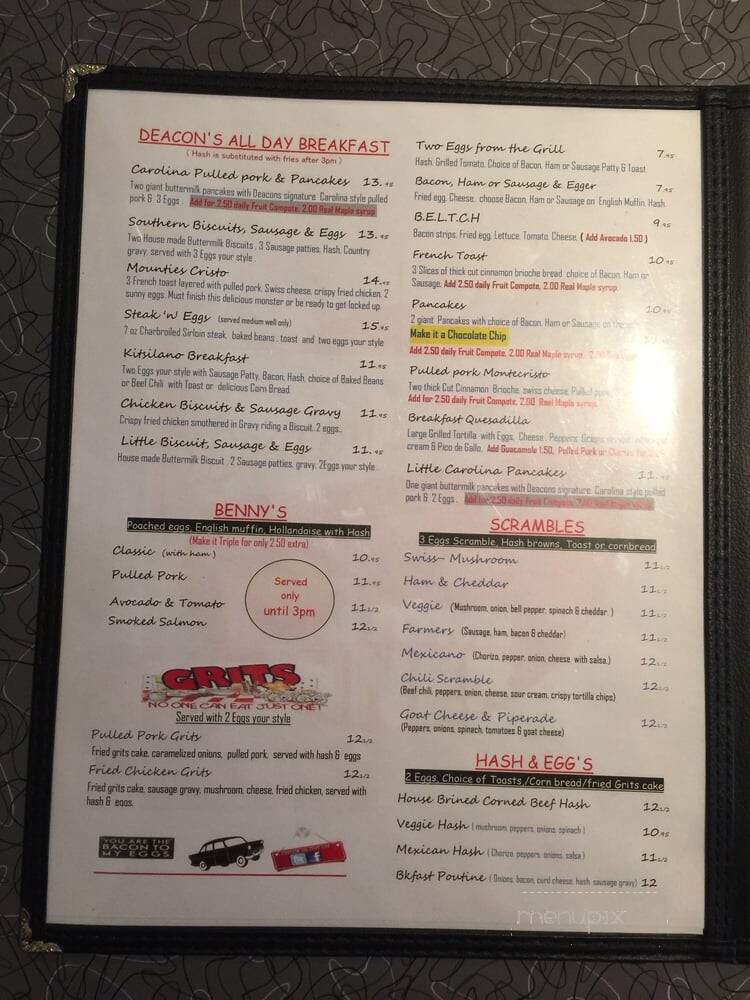 DEACON'S ALL DAY BREAKFAST
( Hash is substituted with fries after 3pm )
Carolina Pulled pork & Pancakes 13.95
Two giant buttermilk pancakes with Deacons signature Carolina style pulled
pork & 3 Eggs . Add for 2.50 daily Fruit Compote, 2.00 Real Maple syrup
Southern Biscuits, Sausage & Eggs 13.95
Two House made Buttermilk Biscuits , 3 Sausage patties, Hash, Country
gravy, served with 3 Eggs your style .
Mounties Cristo 14.95
3 French toast layered with pulled pork, Swiss cheese, crispy fried chicken, 2
sunny eggs. Must finish this delicious monster or be ready to get locked up.
Steak 'n' Eggs (served medium well only) 15.95
7 oz Charbroiled Sirloin steak, baked beans , toast and two eggs your style
Kitsilano Breakfast 11.95
Two Eggs your style with Sausage Patty, Bacon, Hash, choice of Baked Beans
or Beef Chili with Toast or delicious Corn Bread.
Chicken Biscuits & Sausage Gravy 11.95
Crispy fried chicken smothered in Gravy riding a Biscuit, 2 eggs..
Little Biscuit, Sausage & Eggs 11.95
House made Buttermilk Biscuit , 2 Sausage patties, gravy, 2Eggs your style .
BENNY'S
Poached eggs, English muffin, Hollandaise with Hash
(Make it Triple for only 2.50 extra)
Classic (with ham ) 10.95
Pulled Pork 11.95
Avocado & Tomato 11 1/2
Smoked Salmon 12 1/2
Served
only
until 3pm
GRITS
NO ONE CAN EAT JUST ONE!
Served with 2 Eggs your style
Pulled Pork Grits 12 1/2
Fried grits cake, caramelized onions, pulled pork, served with hash & eggs
Fried Chicken Grits 12 1/2
Fried grits cake, sausage gravy, mushroom, cheese, fried chicken, served with
hash & eggs.
YOU ARE THE
BACON TO
MY EGGS
Two Eggs from the Grill 7.95
Hash, Grilled Tomato, Choice of Bacon, Ham or Sausage Patty & Toast
Bacon, Ham or Sausage & Egger 7.95
Fried egg, Cheese, choose Bacon, Ham or Sausage on English Muffin, Hash.
B.E.L.T.CH 9.95
Bacon strips, Fried egg, Lettuce, Tomato, Cheese, ( Add Avocado 1.50 )
French Toast 10.95
3 Slices of thick cut cinnamon brioche bread choice of Bacon, Ham or
Sausage, Add 2.50 daily Fruit Compote, 2.00 Real Maple syrup.
Pancakes 10.95
2 giant Pancakes with choice of Bacon, Ham or Sausage on the
Make it a Chocolate Chip
Add 2.50 daily Fruit Compote, 2.00 Real Maple syrup,
Pulled pork Montecristo
Two thick Cut Cinnamon Brioche, swiss cheese, Pulled pork
Add for 2.50 daily Fruit Compote, 2.00 Real Maple syrup.
Breakfast Quesadilla
Large Grilled Tortilla with Eggs, Cheese, Peppers,
cream & Pico de Gallo. Add Guacamole 1.50, Pulled Pork or Chorizo for
Little Carolina Pancakes 11.95
One giant buttermilk pancakes with Deacons signature Carolina style pulled
pork & 2 Eggs . Add for 2.50 daily Fruit Compote, 2.00 Real Maple syrup
SCRAMBLES
3 Eggs Scramble, Hash browns, Toast or cornbread
Swiss- Mushroom 11 1/2
Ham & Cheddar 11 1/2
Veggie (Mushroom, onion, bell pepper, spinach & cheddar. ) 11 1/2
Farmers (Sausage, ham, bacon & cheddar) 11 1/2
Mexicano (Chorizo, pepper, onion, cheese with salsa.) 12 1/2
Chili Scramble 12 1/2
(Beef chili, peppers, onion, cheese, sour cream, crispy tortilla chips)
Goat Cheese & Piperade 12 1/2
(Peppers, onions, spinach, tomatoes & goat cheese)
HASH & EGG'S
2 Eggs, Choice of Toasts /Corn bread/fried Grits cake
House Brined Corned Beef Hash 12 1/2
Veggie Hash ( mushroom, peppers, onions, spinach ) 10.95
Mexican Hash ( Chorizo, peppers, onions, salsa ) 11 1/2
Bkfast Poutine ( Onions, bacon, curd cheese, hash, sausage gravy) 12
menupix